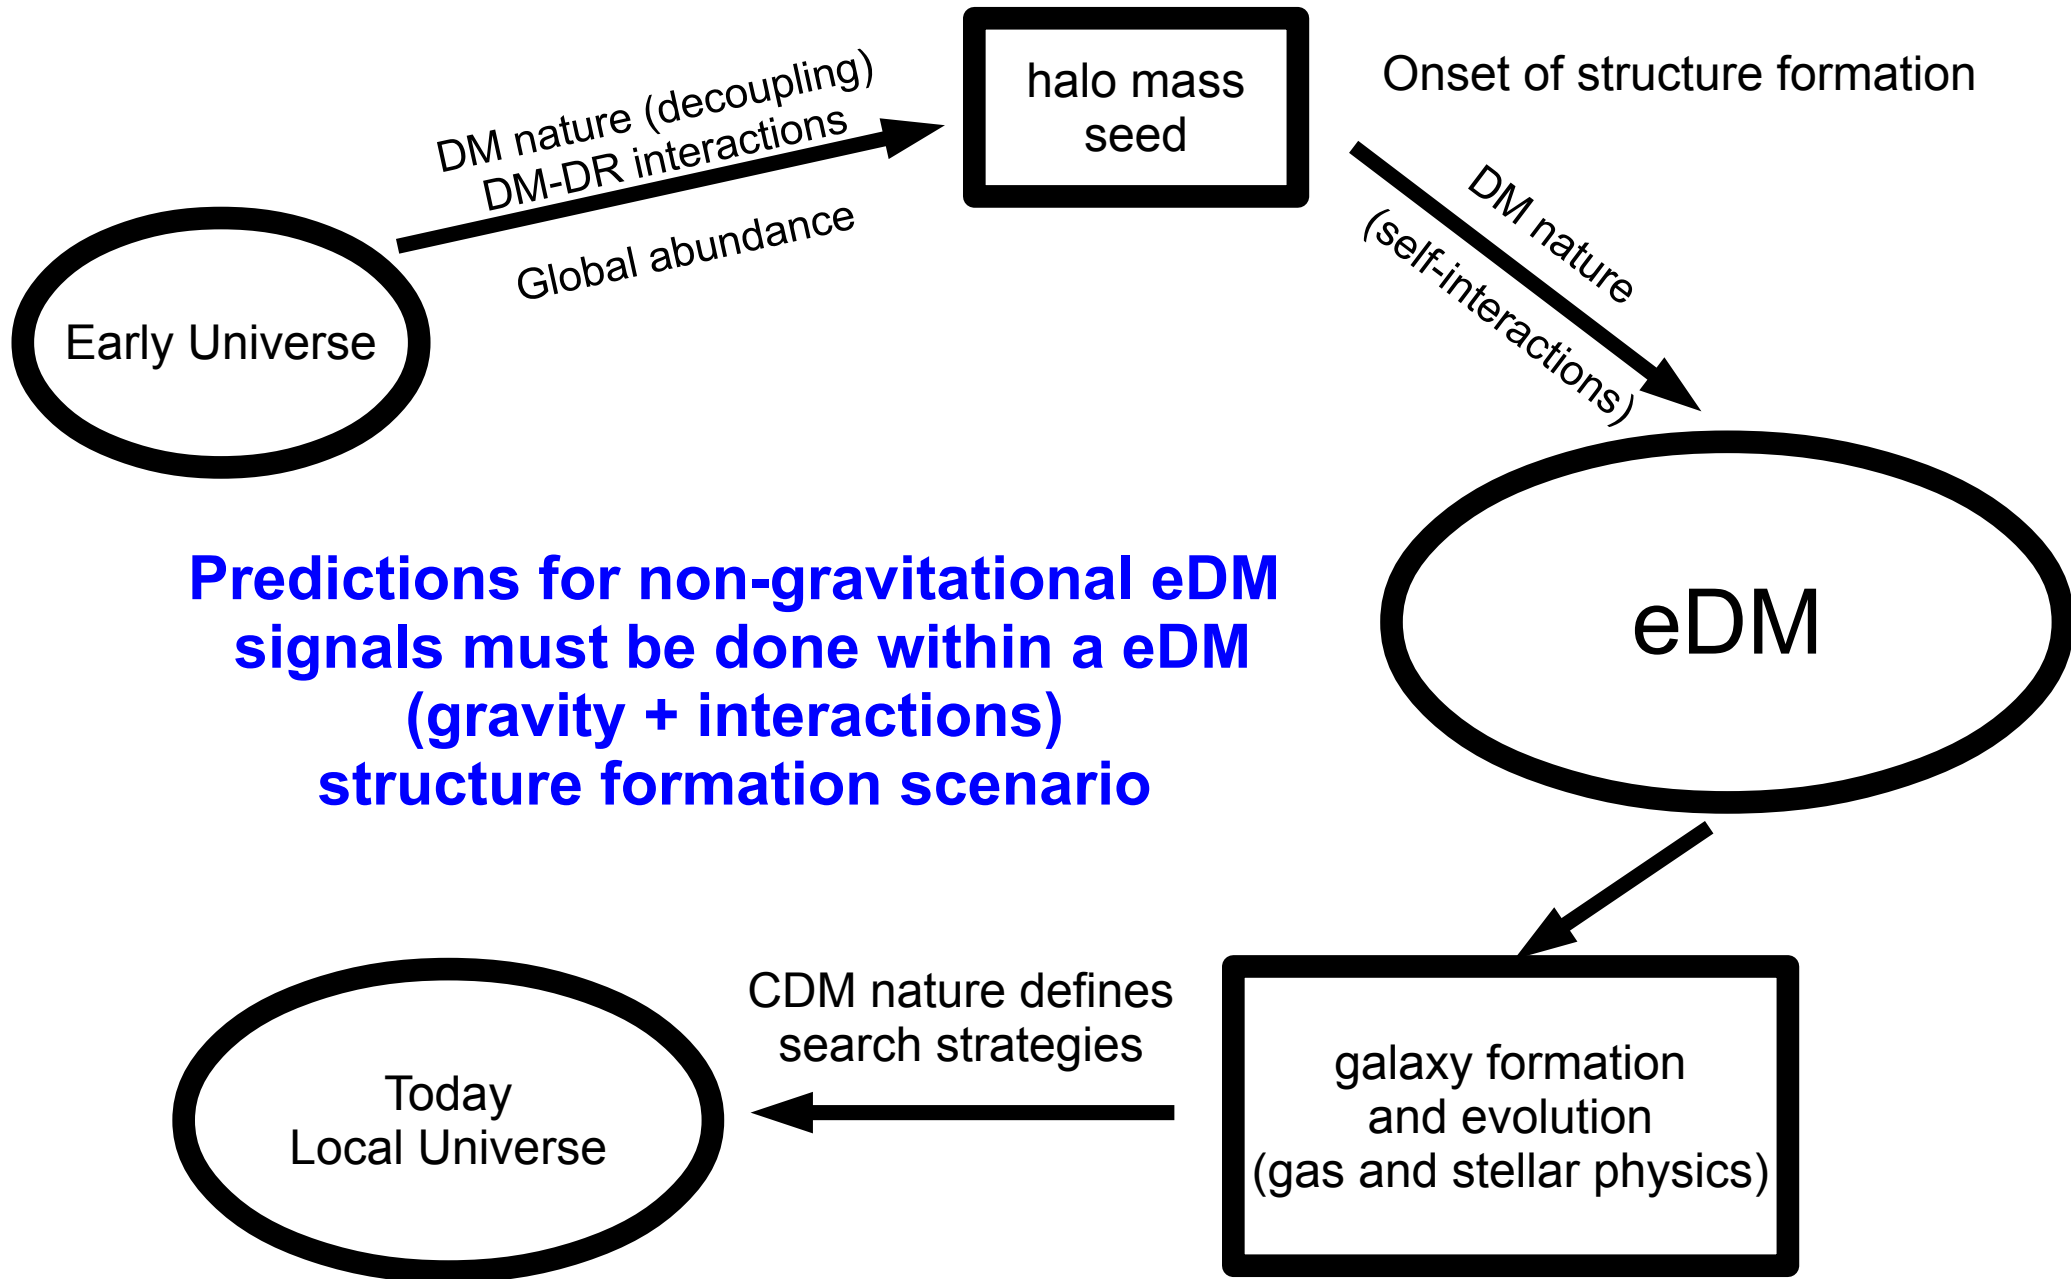 DM nature (decoupling)
DM-DR interactions
Global abundance
Early Universe
halo mass
seed
Onset of structure formation
DM nature
(self-interactions)
eDM
Predictions for non-gravitational eDM
signals must be done within a eDM
(gravity + interactions)
structure formation scenario
galaxy formation
and evolution
(gas and stellar physics)
CDM nature defines
search strategies
Today
Local Universe